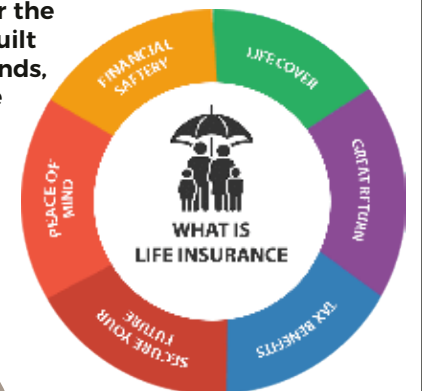 r the
uilt
nds,
e
FINANCIAL
SAFTERY
LIFE COVER
GREAT RETURN
TAX BENEFITS
SECURE YOUR
FUTURE
PEACE OF
MIND
WHAT IS
LIFE INSURANCE